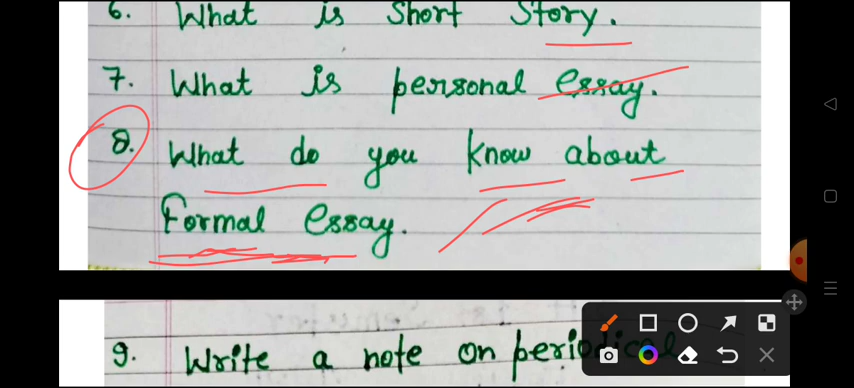 6. What is Short Story.
7. What is personal essay.
8. What do you know about
Formal essay.
9. Write a note on periodical